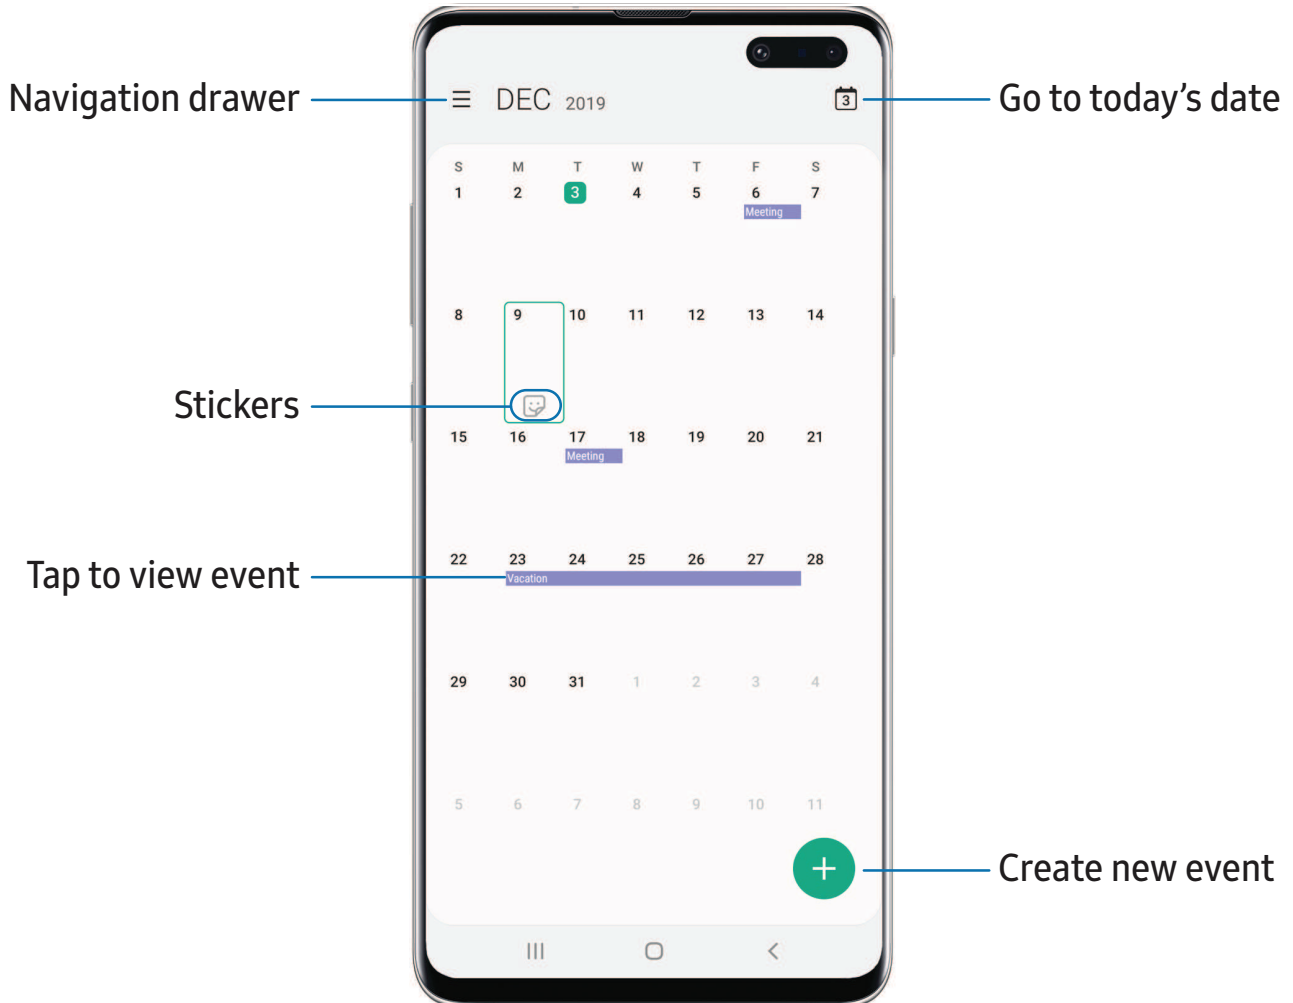 Navigation drawer
DEC 2019
3
Go to today's date
S M T W T F S
1 2 3 4 5 6 7
Meeting
8 9 10 11 12 13 14
Stickers
15 16 17 18 19 20 21
Meeting
22 23 24 25 26 27 28
Tap to view event
Vacation
29 30 31 1 2 3 4
5 6 7 8 9 10 11
Create new event